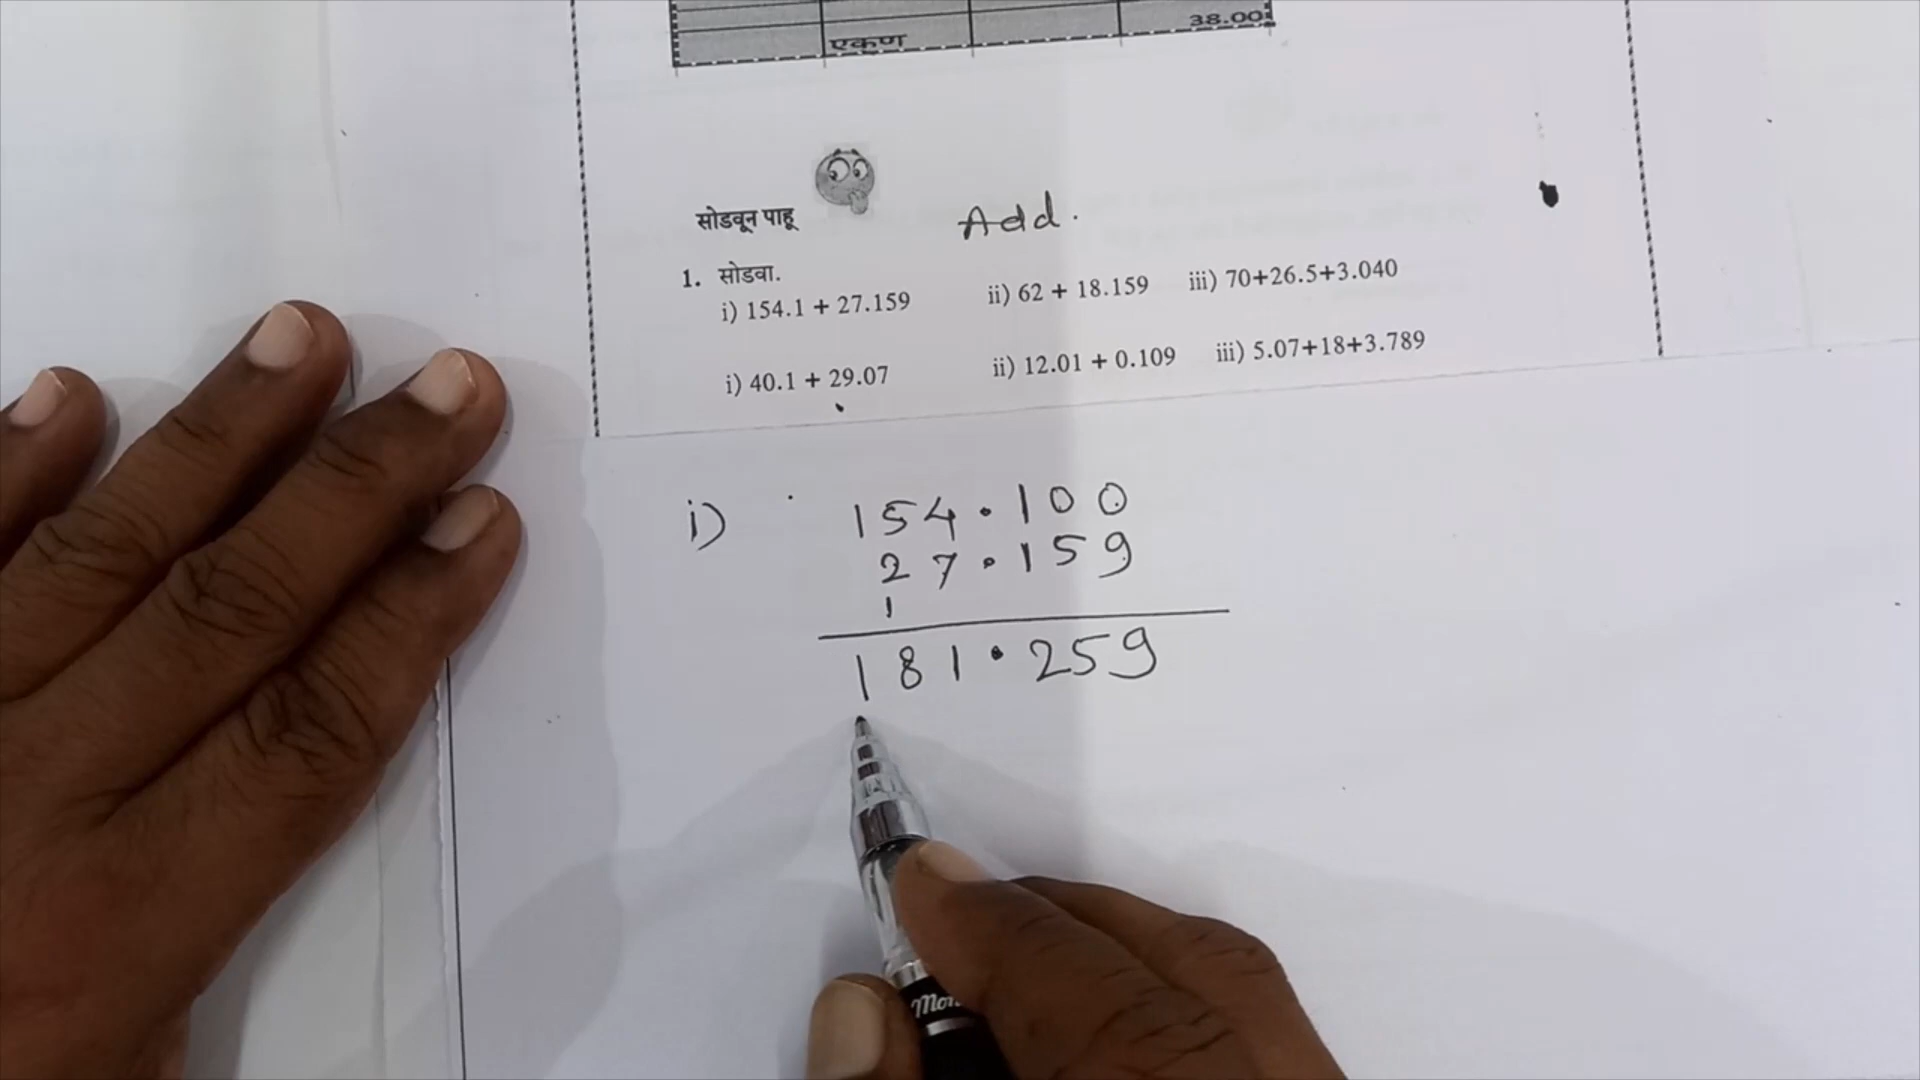 38.00
एकूण
सोडवून पाहू
Add.
1. सोडवा.
i) 154.1 + 27.159 ii) 62 + 18.159 iii) 70+26.5+3.040
i) 40.1 + 29.07 ii) 12.01 + 0.109 iii) 5.07+18+3.789
i) 154.100
27.159
1
181.259